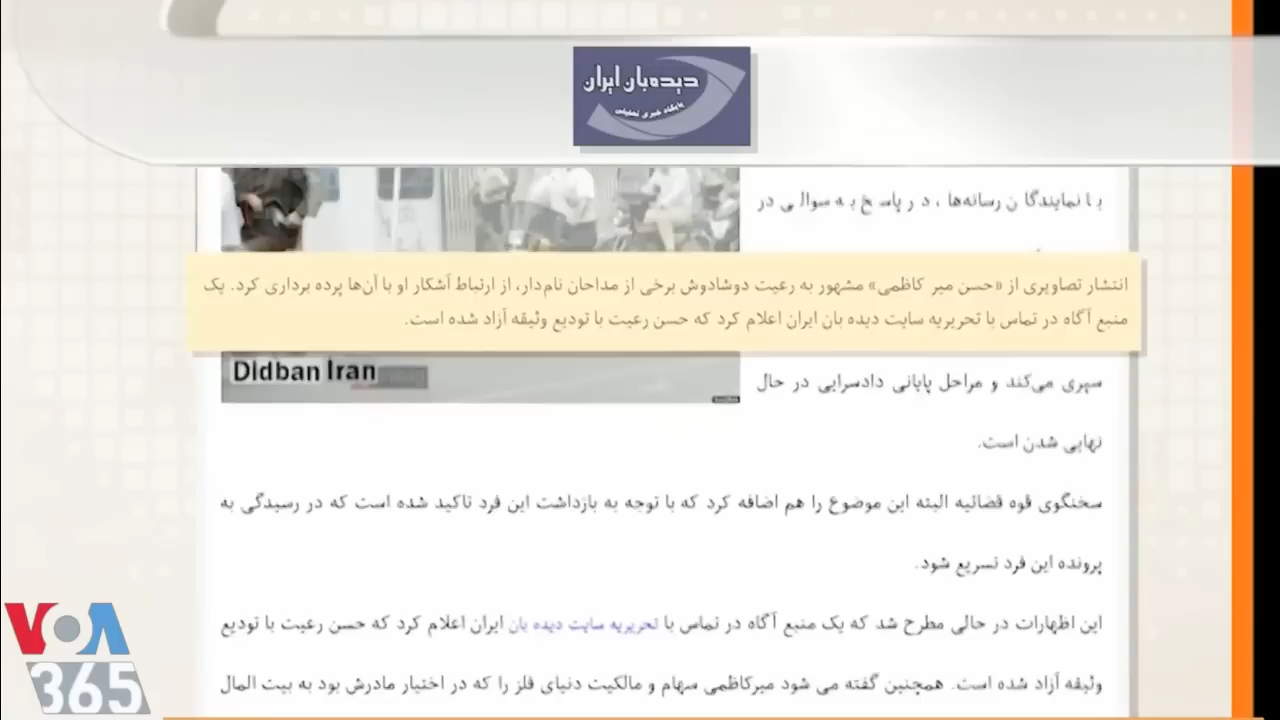 دیده‌بان ایران
پایگاه خبری تحلیلی
با نمایندگان رسانه‌ها، در پاسخ به سوالی در
انتشار تصاویری از «حسن میر کاظمی» مشهور به رعیت دوشادوش برخی از مداحان نام‌دار، از ارتباط آشکار او با آن‌ها پرده برداری کرد. یک
منبع آگاه در تماس با تحریریه سایت دیده بان ایران اعلام کرد که حسن رعیت با تودیع وثیقه آزاد شده است.
Didban Iran
سپری می‌کند و مراحل پایانی دادسرایی در حال
نهایی شدن است.
سخنگوی قوه قضائیه البته این موضوع را هم اضافه کرد که با توجه به بازداشت این فرد تاکید شده است که در رسیدگی به
پرونده این فرد تسریع شود.
این اظهارات در حالی مطرح شد که یک منبع آگاه در تماس با تحریریه سایت دیده بان ایران اعلام کرد که حسن رعیت با تودیع
وثیقه آزاد شده است. همچنین گفته می شود میرکاظمی سهام و مالکیت دنیای فلز را که در اختیار مادرش بود به بیت المال
VOA
365